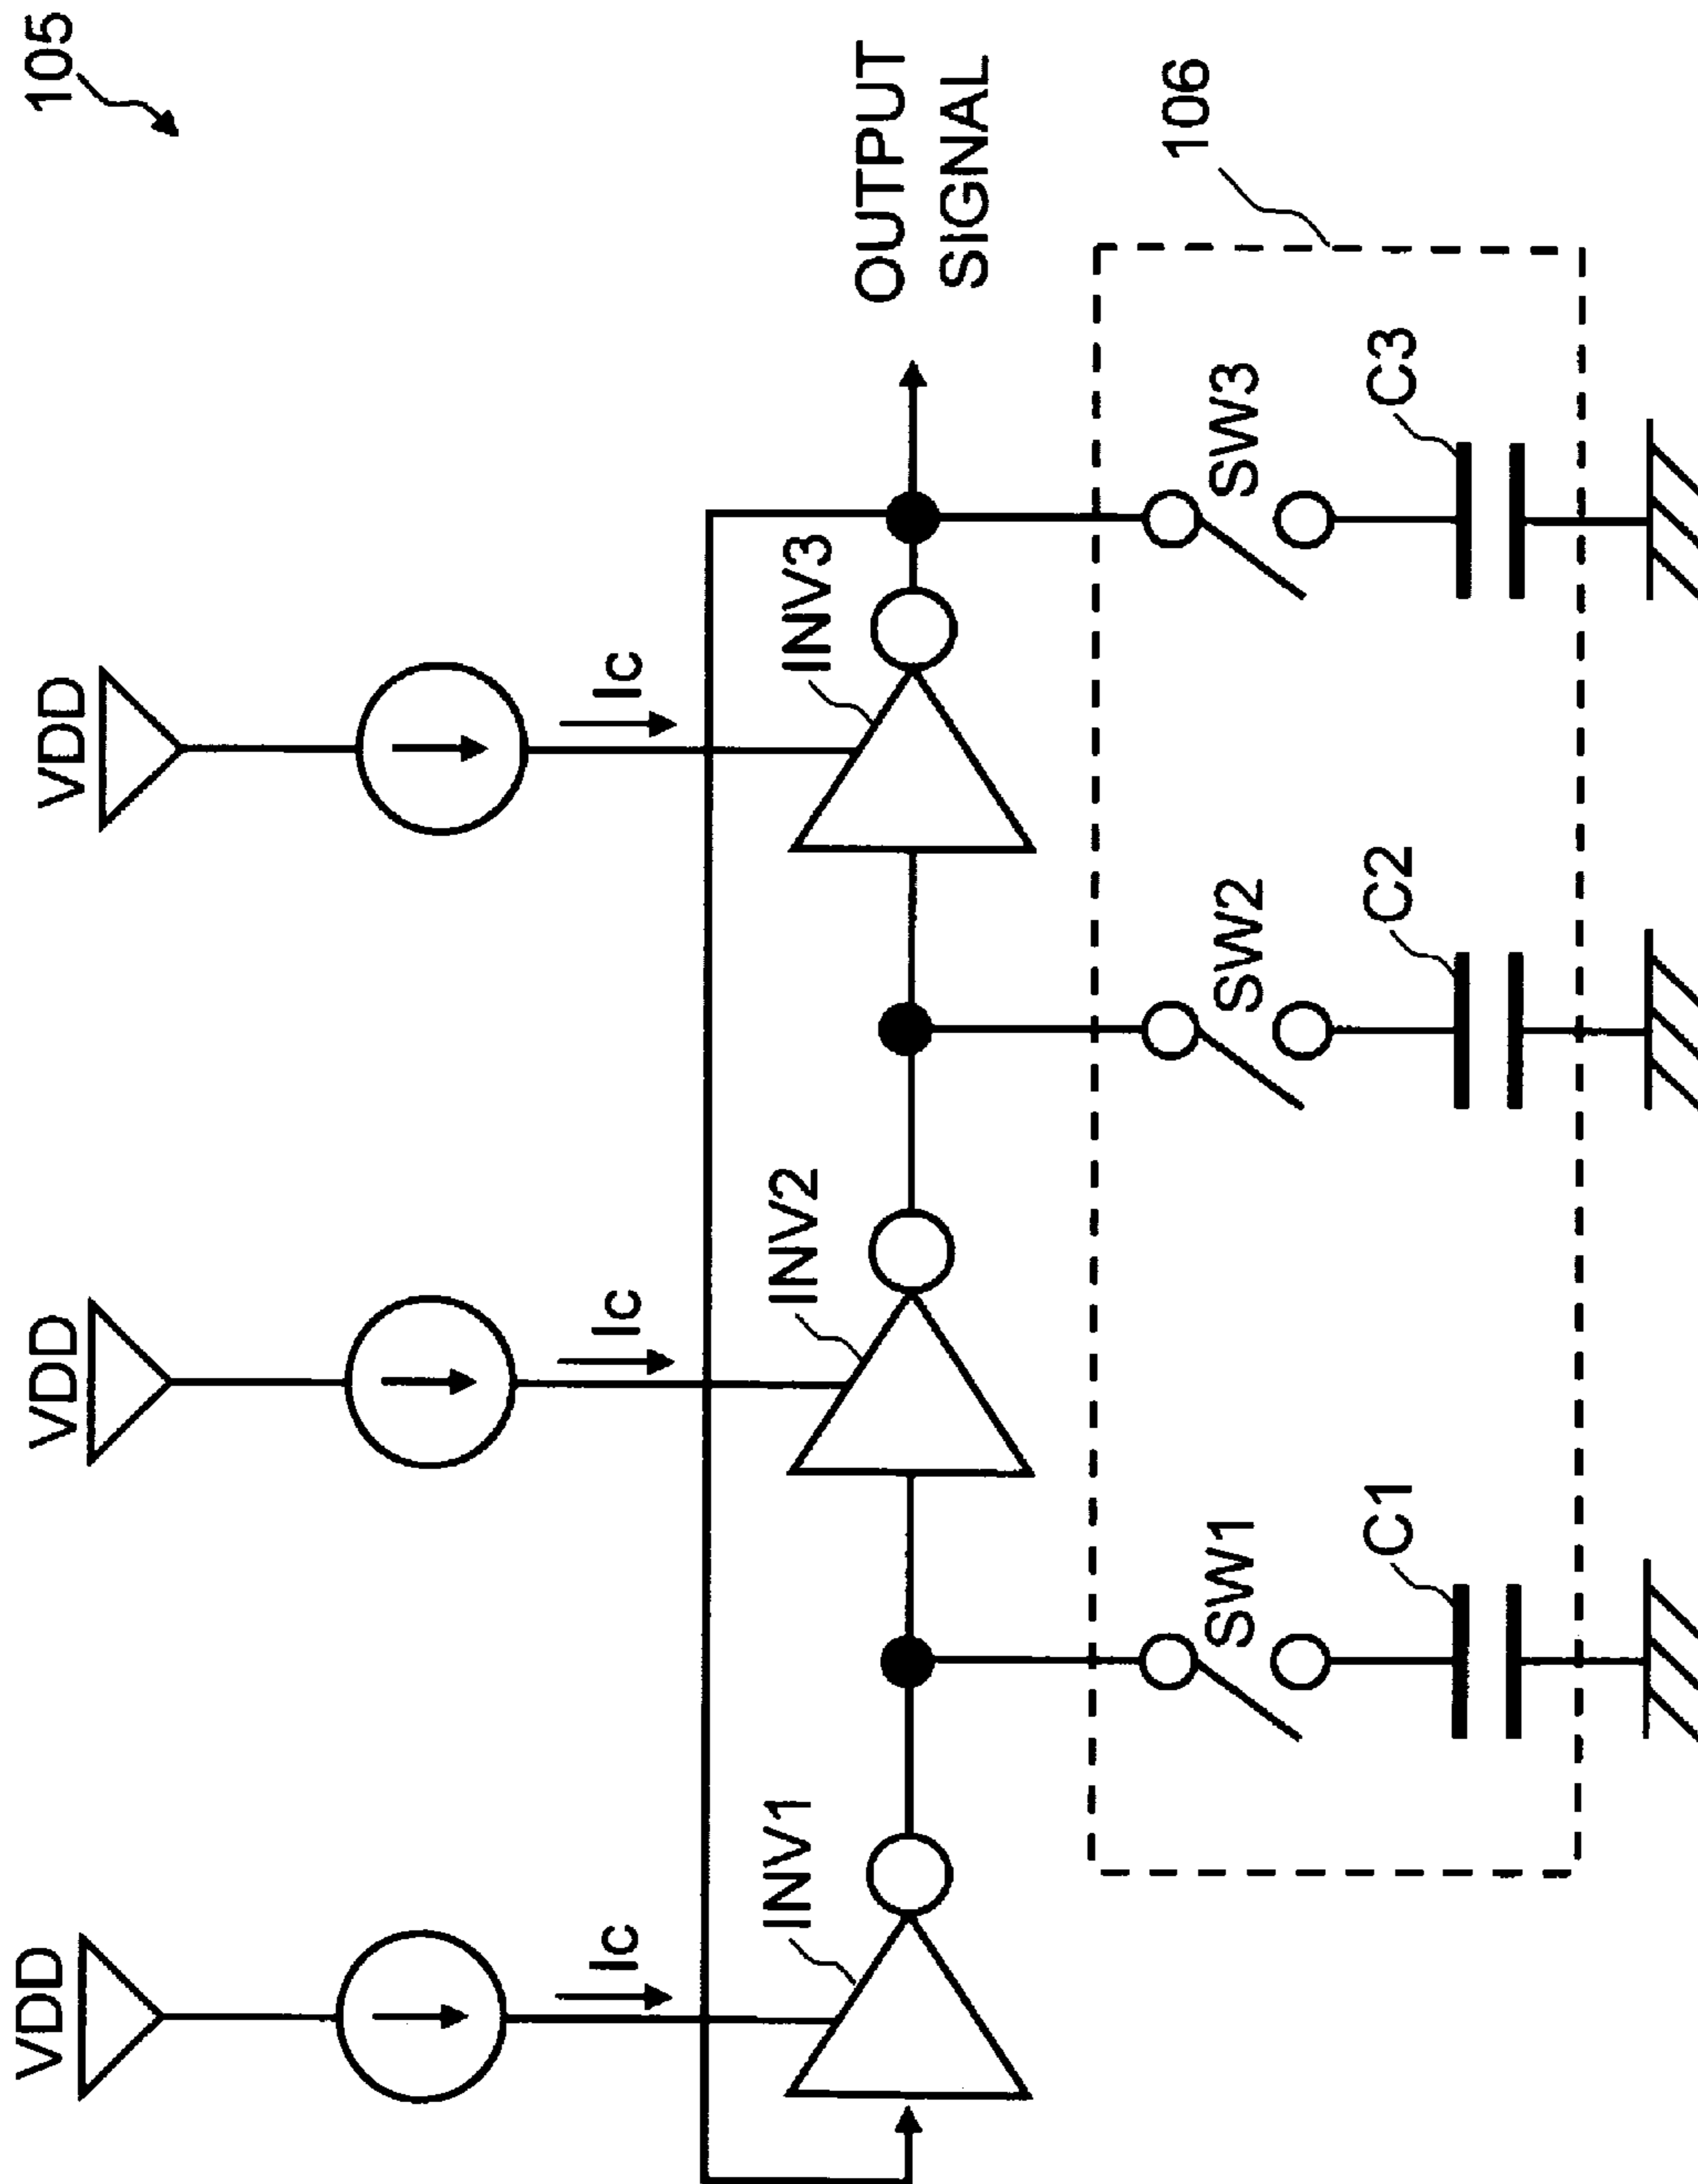 105
VDD
VDD
VDD
Ic
Ic
Ic
INV1
INV2
INV3
OUTPUT
SIGNAL
106
SW1
SW2
SW3
C1
C2
C3